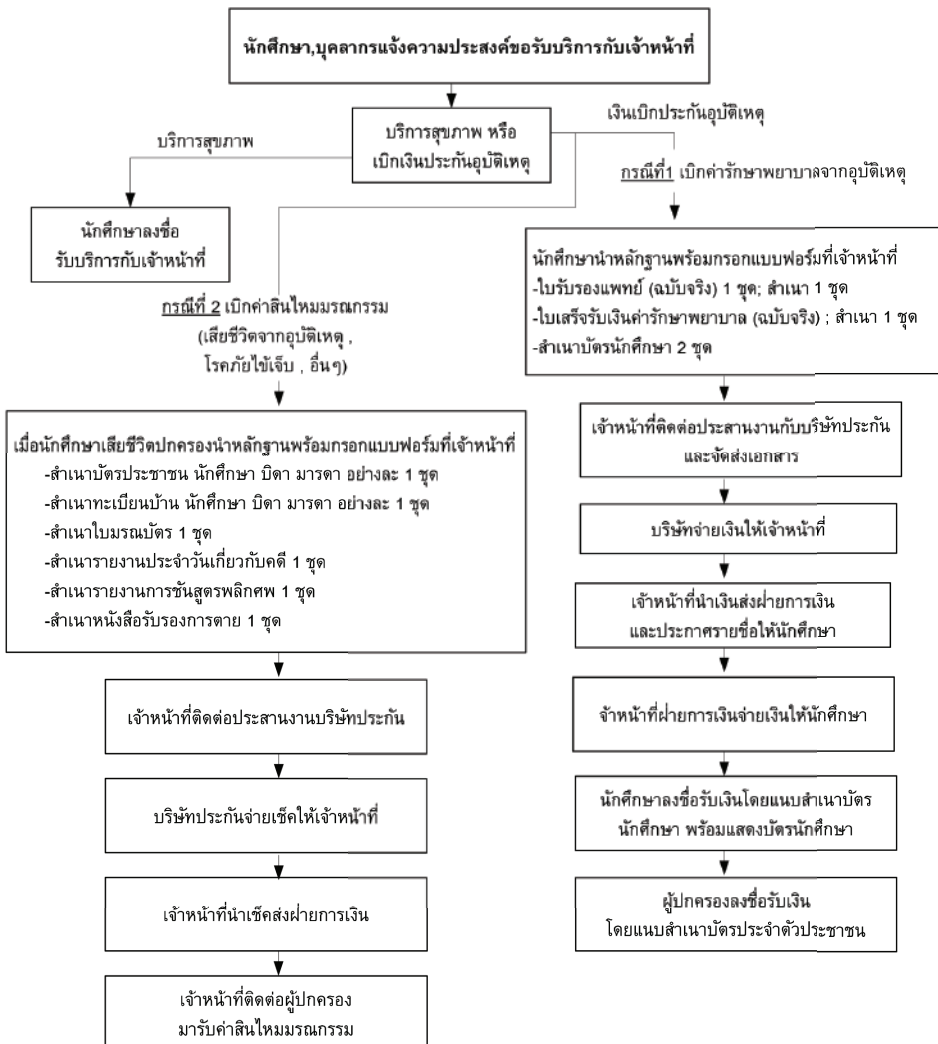 นักศึกษา,บุคลากรแจ้งความประสงค์ขอรับบริการกับเจ้าหน้าที่
บริการสุขภาพ หรือ
เบิกเงินประกันอุบัติเหตุ
บริการสุขภาพ
เงินเบิกประกันอุบัติเหตุ
นักศึกษาลงชื่อ
รับบริการกับเจ้าหน้าที่
กรณีที่1 เบิกค่ารักษาพยาบาลจากอุบัติเหตุ
นักศึกษานำหลักฐานพร้อมกรอกแบบฟอร์มที่เจ้าหน้าที่
-ใบรับรองแพทย์ (ฉบับจริง) 1 ชุด; สำเนา 1 ชุด
-ใบเสร็จรับเงินค่ารักษาพยาบาล (ฉบับจริง) ; สำเนา 1 ชุด
-สำเนาบัตรนักศึกษา 2 ชุด
เจ้าหน้าที่ติดต่อประสานงานกับบริษัทประกัน
และจัดส่งเอกสาร
บริษัทจ่ายเงินให้เจ้าหน้าที่
เจ้าหน้าที่นำเงินส่งฝ่ายการเงิน
และประกาศรายชื่อให้นักศึกษา
จ้าหน้าที่ฝ่ายการเงินจ่ายเงินให้นักศึกษา
นักศึกษาลงชื่อรับเงินโดยแนบสำเนาบัตร
นักศึกษา พร้อมแสดงบัตรนักศึกษา
ผู้ปกครองลงชื่อรับเงิน
โดยแนบสำเนาบัตรประจำตัวประชาชน
กรณีที่ 2 เบิกค่าสินไหมมรณกรรม
(เสียชีวิตจากอุบัติเหตุ ,
โรคภัยไข้เจ็บ , อื่นๆ)
เมื่อนักศึกษาเสียชีวิตปกครองนำหลักฐานพร้อมกรอกแบบฟอร์มที่เจ้าหน้าที่
-สำเนาบัตรประชาชน นักศึกษา บิดา มารดา อย่างละ 1 ชุด
-สำเนาทะเบียนบ้าน นักศึกษา บิดา มารดา อย่างละ 1 ชุด
-สำเนาใบมรณบัตร 1 ชุด
-สำเนารายงานประจำวันเกี่ยวกับคดี 1 ชุด
-สำเนารายงานการชันสูตรพลิกศพ 1 ชุด
-สำเนาหนังสือรับรองการตาย 1 ชุด
เจ้าหน้าที่ติดต่อประสานงานบริษัทประกัน
บริษัทประกันจ่ายเช็คให้เจ้าหน้าที่
เจ้าหน้าที่นำเช็คส่งฝ่ายการเงิน
เจ้าหน้าที่ติดต่อผู้ปกครอง
มารับค่าสินไหมมรณกรรม